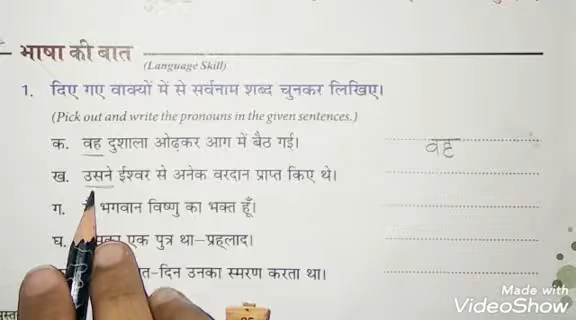 भाषा की बात
(Language Skill)
1. दिए गए वाक्यों में से सर्वनाम शब्द चुनकर लिखिए।
(Pick out and write the pronouns in the given sentences.)
क. वह दुशाला ओढ़कर आग में बैठ गई। वह
ख. उसने ईश्वर से अनेक वरदान प्राप्त किए थे।
ग. भगवान विष्णु का भक्त हूँ।
घ. एक पुत्र था–प्रहलाद।
-दिन उनका स्मरण करता था।
Made with
VideoShow